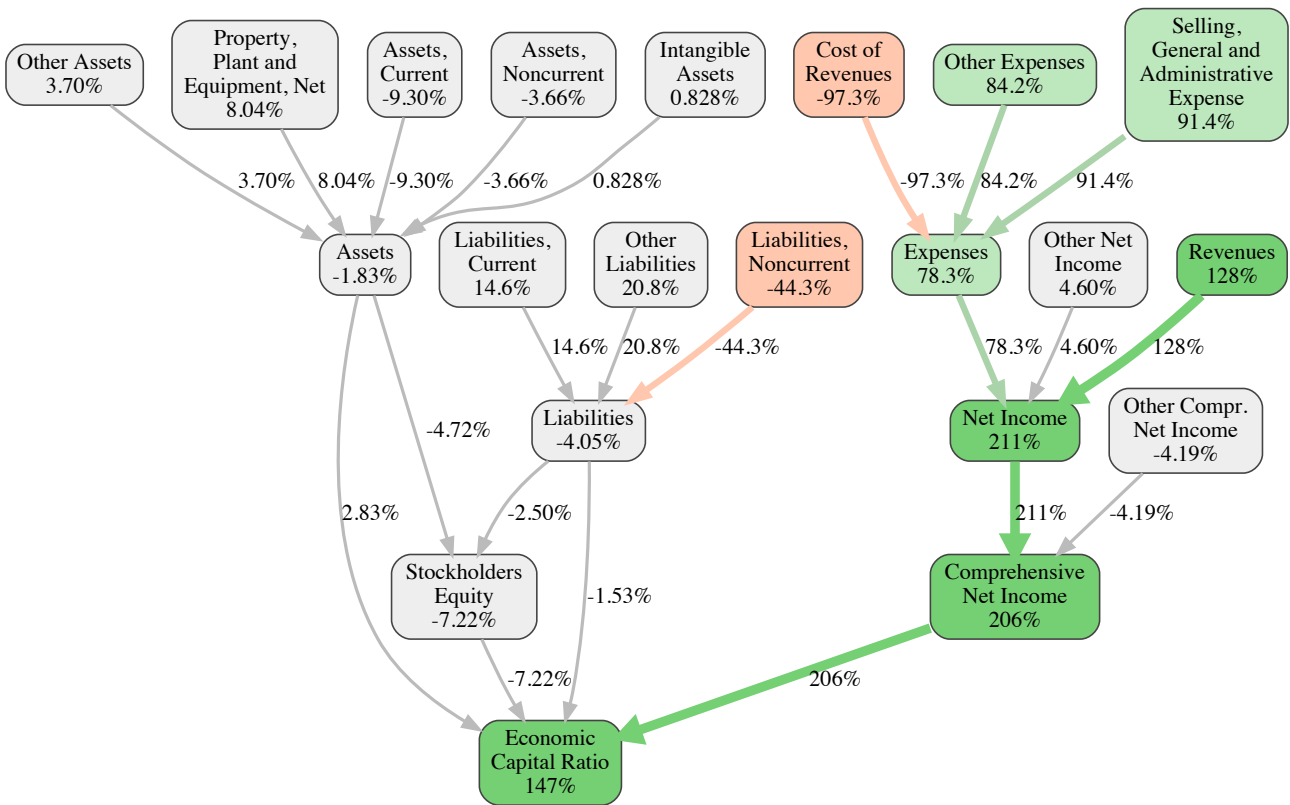 Other Assets
3.70%
Property,
Plant and
Equipment, Net
8.04%
Assets,
Current
-9.30%
Assets,
Noncurrent
-3.66%
Intangible
Assets
0.828%
Cost of
Revenues
-97.3%
Other Expenses
84.2%
Selling,
General and
Administrative
Expense
91.4%
3.70%
8.04%
-9.30%
-3.66%
0.828%
-97.3%
84.2%
91.4%
Assets
-1.83%
Liabilities,
Current
14.6%
Other
Liabilities
20.8%
Liabilities,
Noncurrent
-44.3%
Expenses
78.3%
Other Net
Income
4.60%
Revenues
128%
14.6%
20.8%
-44.3%
78.3%
4.60%
128%
-4.72%
Liabilities
-4.05%
Net Income
211%
Other Compr.
Net Income
-4.19%
2.83%
-2.50%
211%
-4.19%
Stockholders
Equity
-7.22%
-1.53%
Comprehensive
Net Income
206%
-7.22%
206%
Economic
Capital Ratio
147%